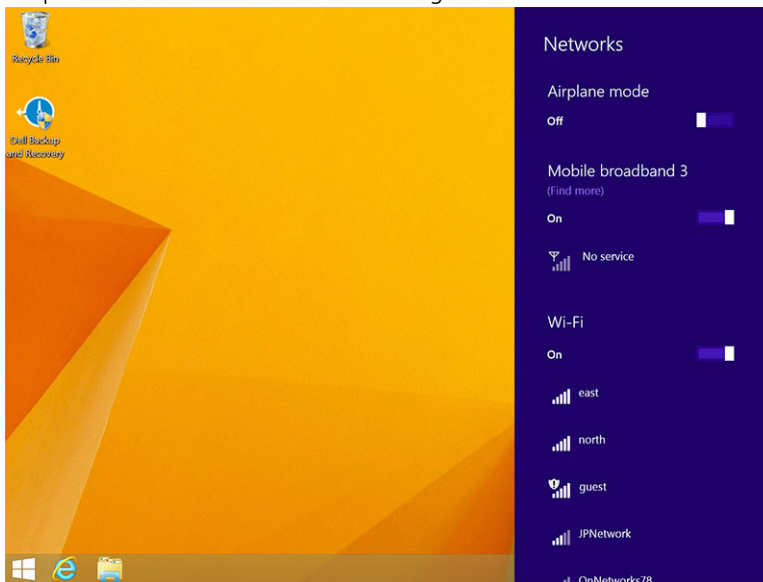 Recycle Bin
Dell Backup
and Recovery
Networks
Airplane mode
Off
Mobile broadband 3
(Find more)
On
No service
Wi-Fi
On
east
north
guest
JPNetwork
OnNetworks78